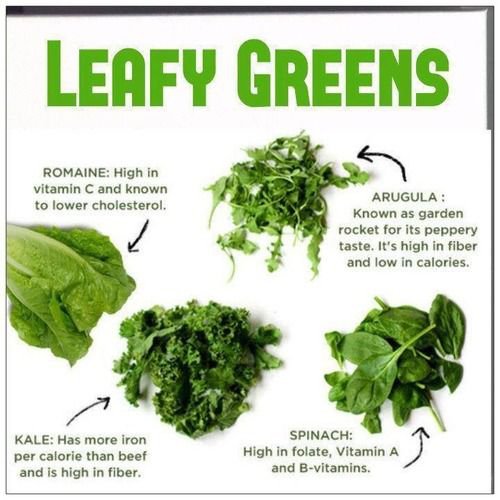 LEAFY GREENS
ROMAINE: High in
vitamin C and known
to lower cholesterol.
ARUGULA :
Known as garden
rocket for its peppery
taste. It's high in fiber
and low in calories.
KALE: Has more iron
per calorie than beef
and is high in fiber.
SPINACH:
High in folate, Vitamin A
and B-vitamins.